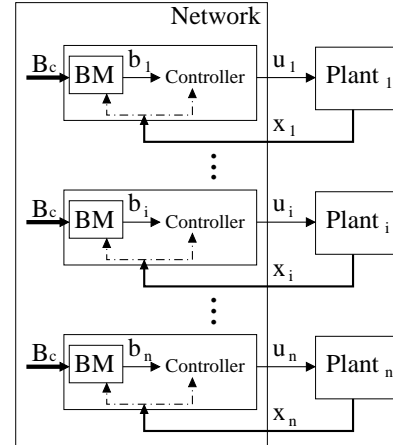 Network
B_c BM b_1 Controller u_1 Plant_1
x_1
B_c BM b_i Controller u_i Plant_i
x_i
B_c BM b_n Controller u_n Plant_n
x_n